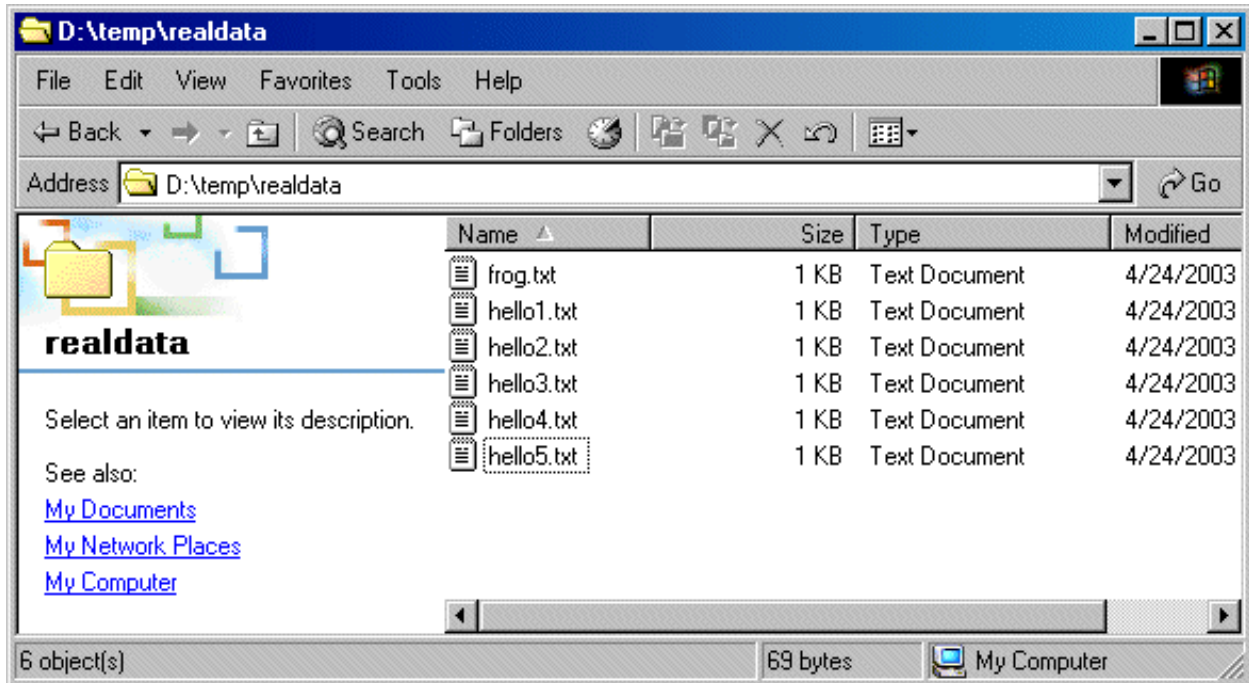 D:\temp\realdata
File Edit View Favorites Tools Help
Back Search Folders
Address D:\temp\realdata Go
realdata
Select an item to view its description.
See also:
My Documents
My Network Places
My Computer
Name Size Type Modified
frog.txt 1 KB Text Document 4/24/2003
hello1.txt 1 KB Text Document 4/24/2003
hello2.txt 1 KB Text Document 4/24/2003
hello3.txt 1 KB Text Document 4/24/2003
hello4.txt 1 KB Text Document 4/24/2003
hello5.txt 1 KB Text Document 4/24/2003
6 object(s) 69 bytes My Computer